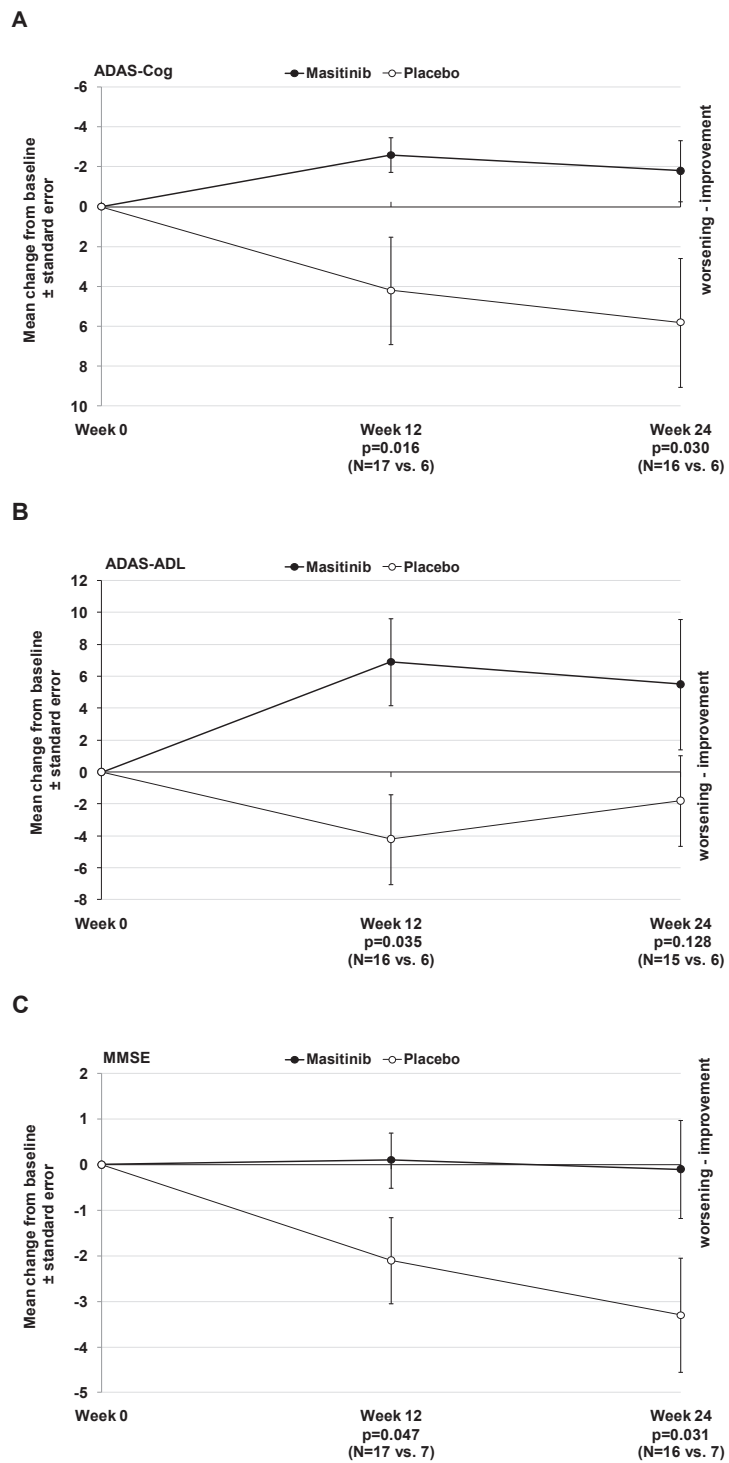 A
ADAS-Cog
Masitinib Placebo
-6
-4
-2
0
2
4
6
8
10
Mean change from baseline
± standard error
worsening - improvement
Week 0 Week 12 Week 24
p=0.016 p=0.030
(N=17 vs. 6) (N=16 vs. 6)
B
ADAS-ADL
Masitinib Placebo
12
10
8
6
4
2
0
-2
-4
-6
-8
Mean change from baseline
± standard error
worsening - improvement
Week 0 Week 12 Week 24
p=0.035 p=0.128
(N=16 vs. 6) (N=15 vs. 6)
C
MMSE
Masitinib Placebo
2
1
0
-1
-2
-3
-4
-5
Mean change from baseline
± standard error
worsening - improvement
Week 0 Week 12 Week 24
p=0.047 p=0.031
(N=17 vs. 7) (N=16 vs. 7)